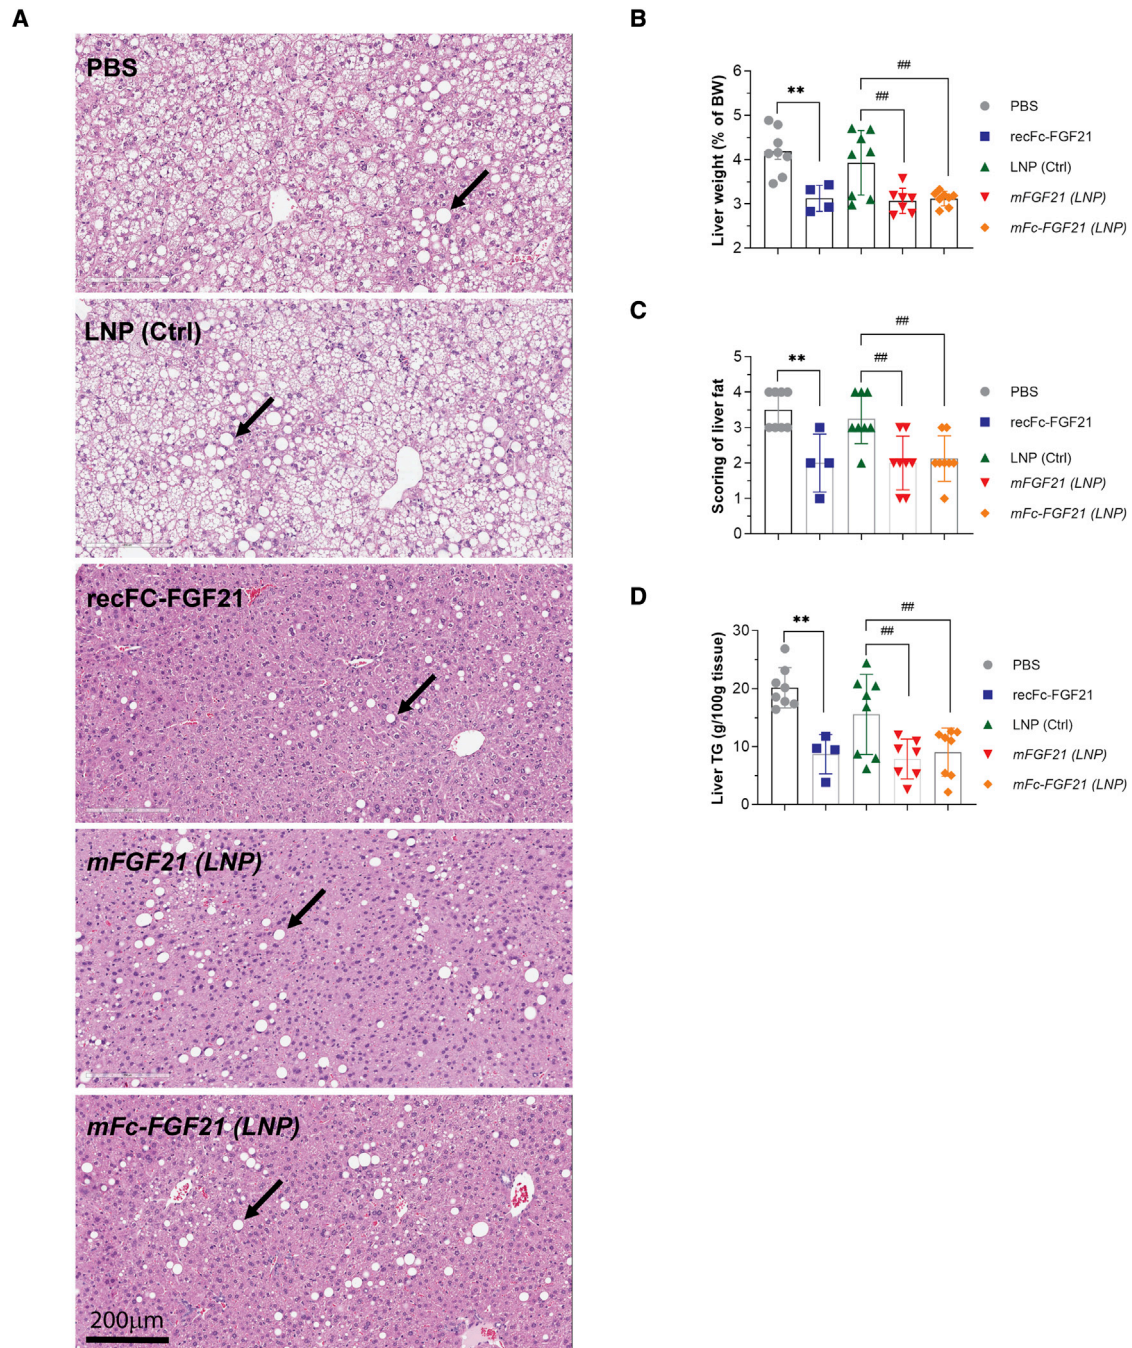 A
PBS
LNP (Ctrl)
recFC-FGF21
mFGF21 (LNP)
mFc-FGF21 (LNP)
200μm
B
Liver weight (% of BW)
6
5
4
3
2
**
##
##
PBS
recFc-FGF21
LNP (Ctrl)
mFGF21 (LNP)
mFc-FGF21 (LNP)
C
Scoring of liver fat
5
4
3
2
1
0
**
##
##
PBS
recFc-FGF21
LNP (Ctrl)
mFGF21 (LNP)
mFc-FGF21 (LNP)
D
Liver TG (g/100g tissue)
30
20
10
0
**
##
##
PBS
recFc-FGF21
LNP (Ctrl)
mFGF21 (LNP)
mFc-FGF21 (LNP)